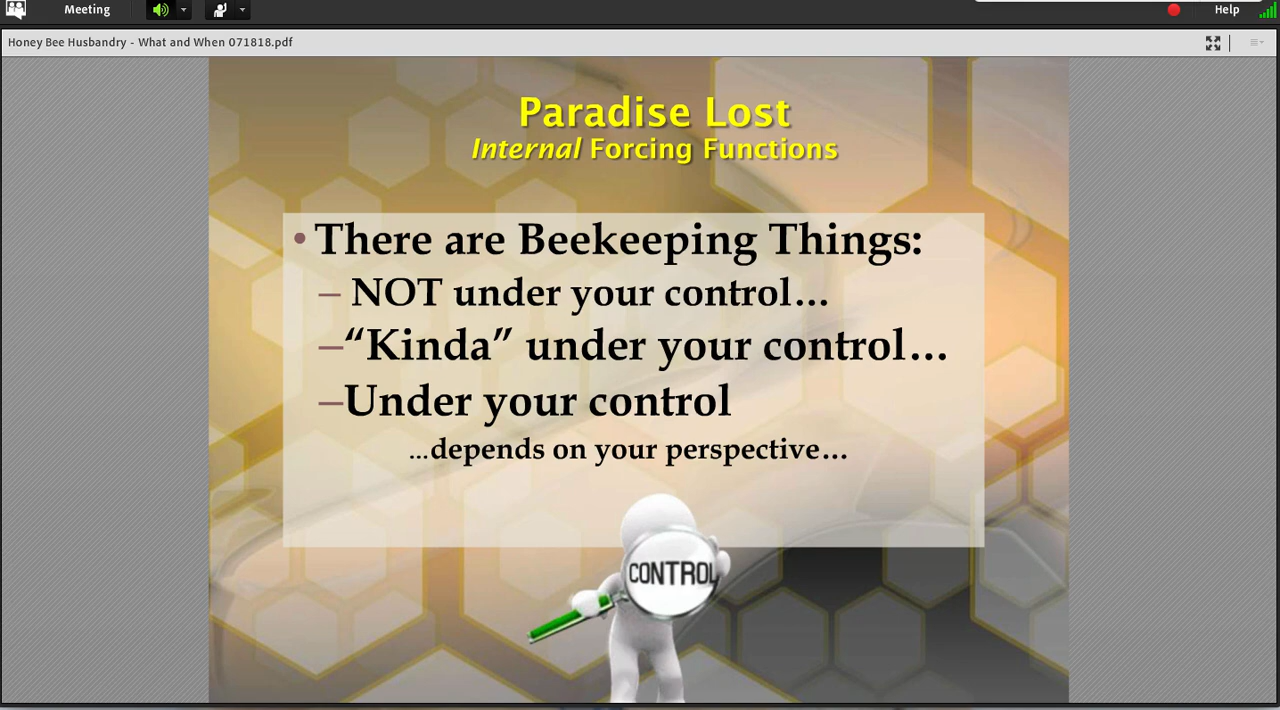 Meeting
Help
Honey Bee Husbandry - What and When 071818.pdf
Paradise Lost
Internal Forcing Functions
• There are Beekeeping Things:
– NOT under your control…
–“Kinda” under your control…
–Under your control
…depends on your perspective…
CONTROL